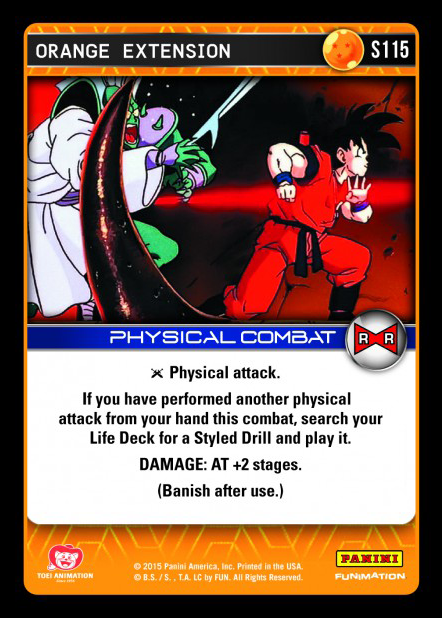 ORANGE EXTENSION S115
PHYSICAL COMBAT R R
Physical attack.
If you have performed another physical
attack from your hand this combat, search your
Life Deck for a Styled Drill and play it.
DAMAGE: AT +2 stages.
(Banish after use.)
TOEI ANIMATION
© 2015 Panini America, Inc. Printed in the USA.
© B.S. / S. , T.A. LC by FUN. All Rights Reserved.
PANINI
FUNIMATION